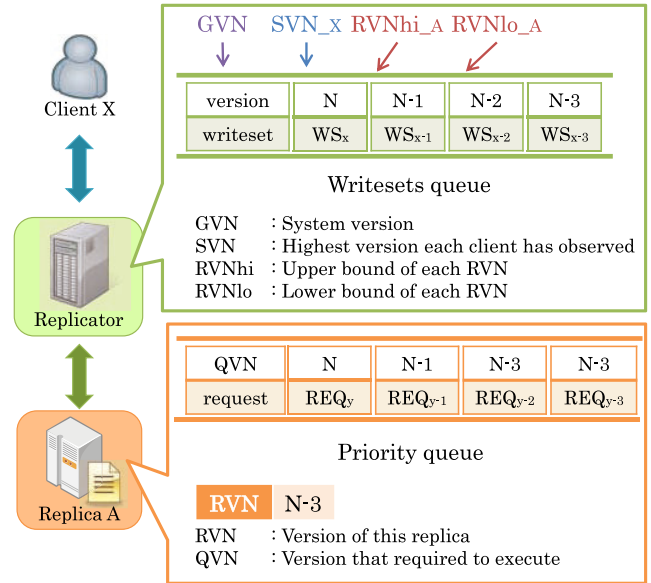 GVN SVN_X RVNhi_A RVNlo_A
version N N-1 N-2 N-3
writeset WSx WSx-1 WSx-2 WSx-3
Writesets queue
GVN : System version
SVN : Highest version each client has observed
RVNhi : Upper bound of each RVN
RVNlo : Lower bound of each RVN
Client X
Replicator
QVN N N-1 N-3 N-3
request REQy REQy-1 REQy-2 REQy-3
Priority queue
RVN N-3
RVN : Version of this replica
QVN : Version that required to execute
Replica A